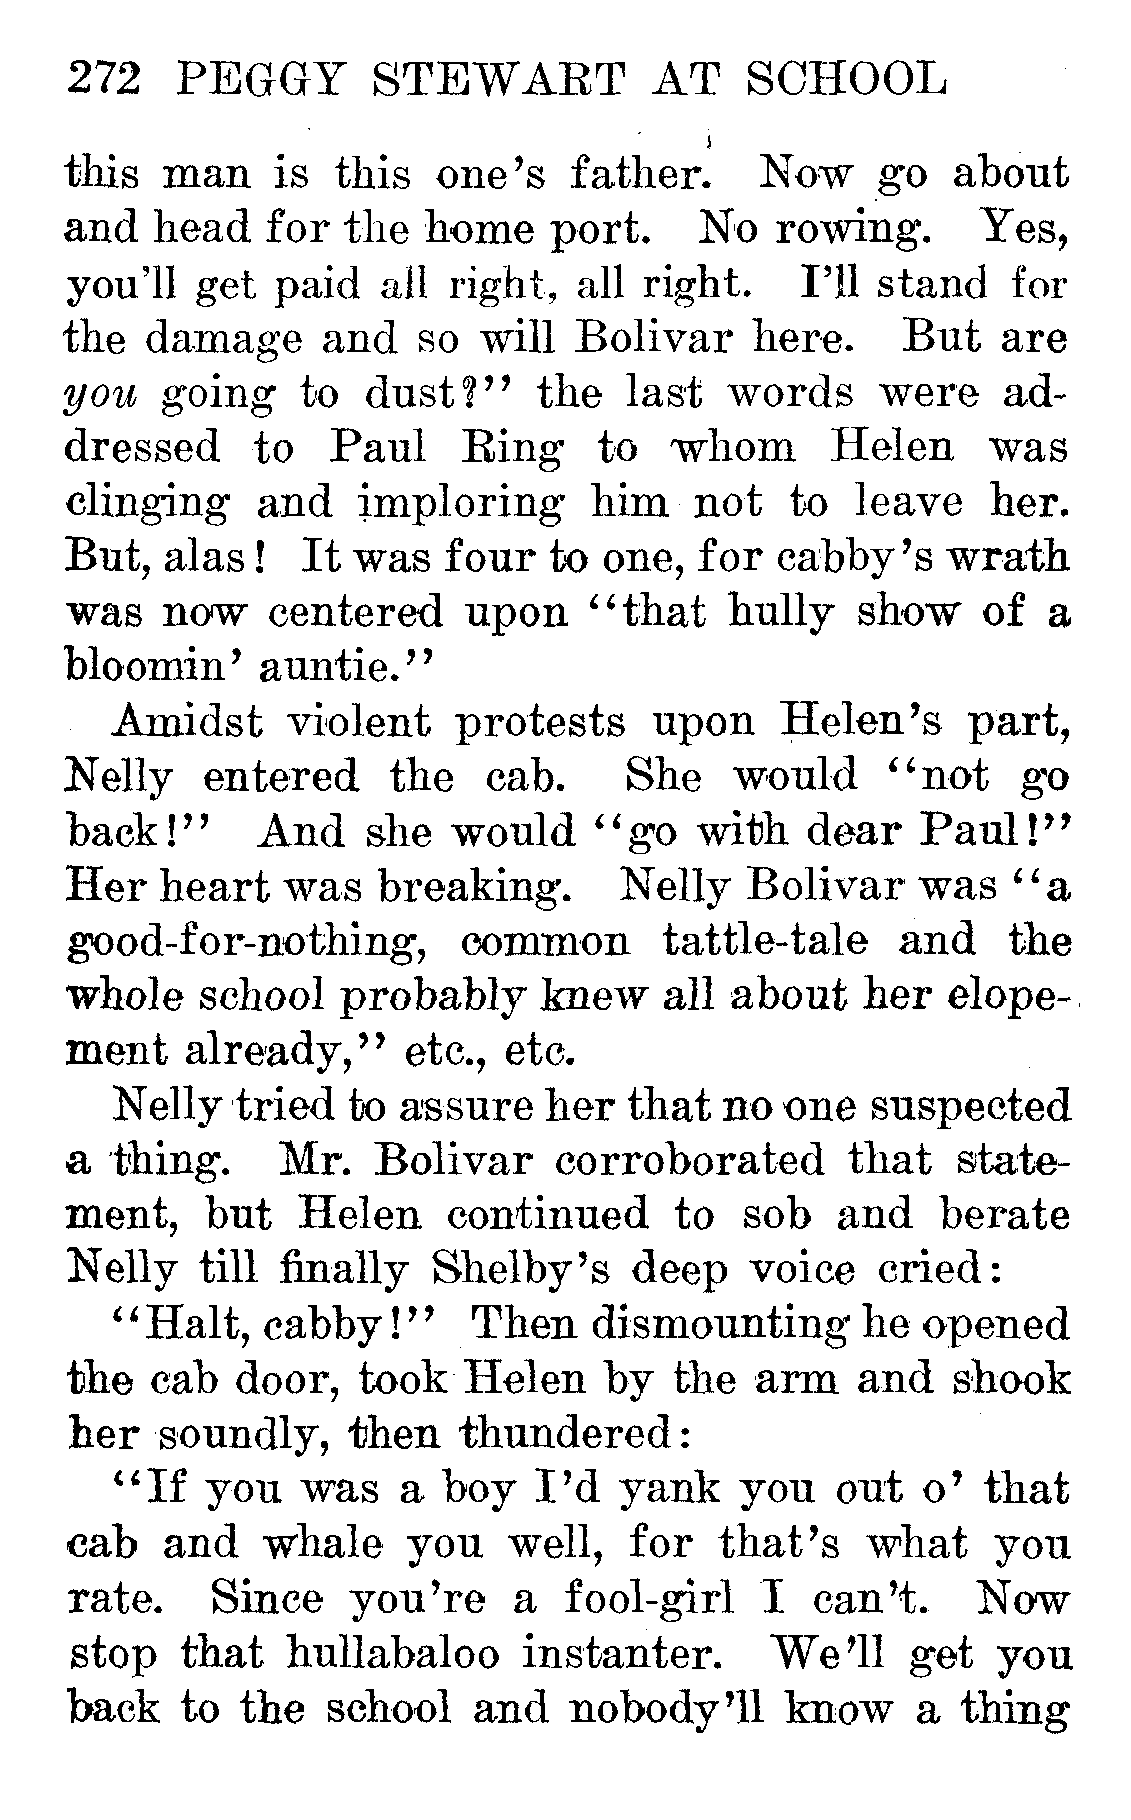 272 PEGGY STEWART AT SCHOOL
this man is this one's father. Now go about
and head for the home port. No rowing. Yes,
you'll get paid all right, all right. I'll stand for
the damage and so will Bolivar here. But are
you going to dust?" the last words were ad-
dressed to Paul Ring to whom Helen was
clinging and imploring him not to leave her.
But, alas! It was four to one, for cabby's wrath
was now centered upon "that hully show of a
bloomin' auntie."
Amidst violent protests upon Helen's part,
Nelly entered the cab. She would "not go
back!" And she would "go with dear Paul!"
Her heart was breaking. Nelly Bolivar was "a
good-for-nothing, common tattle-tale and the
whole school probably knew all about her elope-
ment already," etc., etc.
Nelly tried to assure her that no one suspected
a thing. Mr. Bolivar corroborated that state-
ment, but Helen continued to sob and berate
Nelly till finally Shelby's deep voice cried:
"Halt, cabby!" Then dismounting he opened
the cab door, took Helen by the arm and shook
her soundly, then thundered:
"If you was a boy I'd yank you out o' that
cab and whale you well, for that's what you
rate. Since you're a fool-girl I can't. Now
stop that hullabaloo instanter. We'll get you
back to the school and nobody'll know a thing